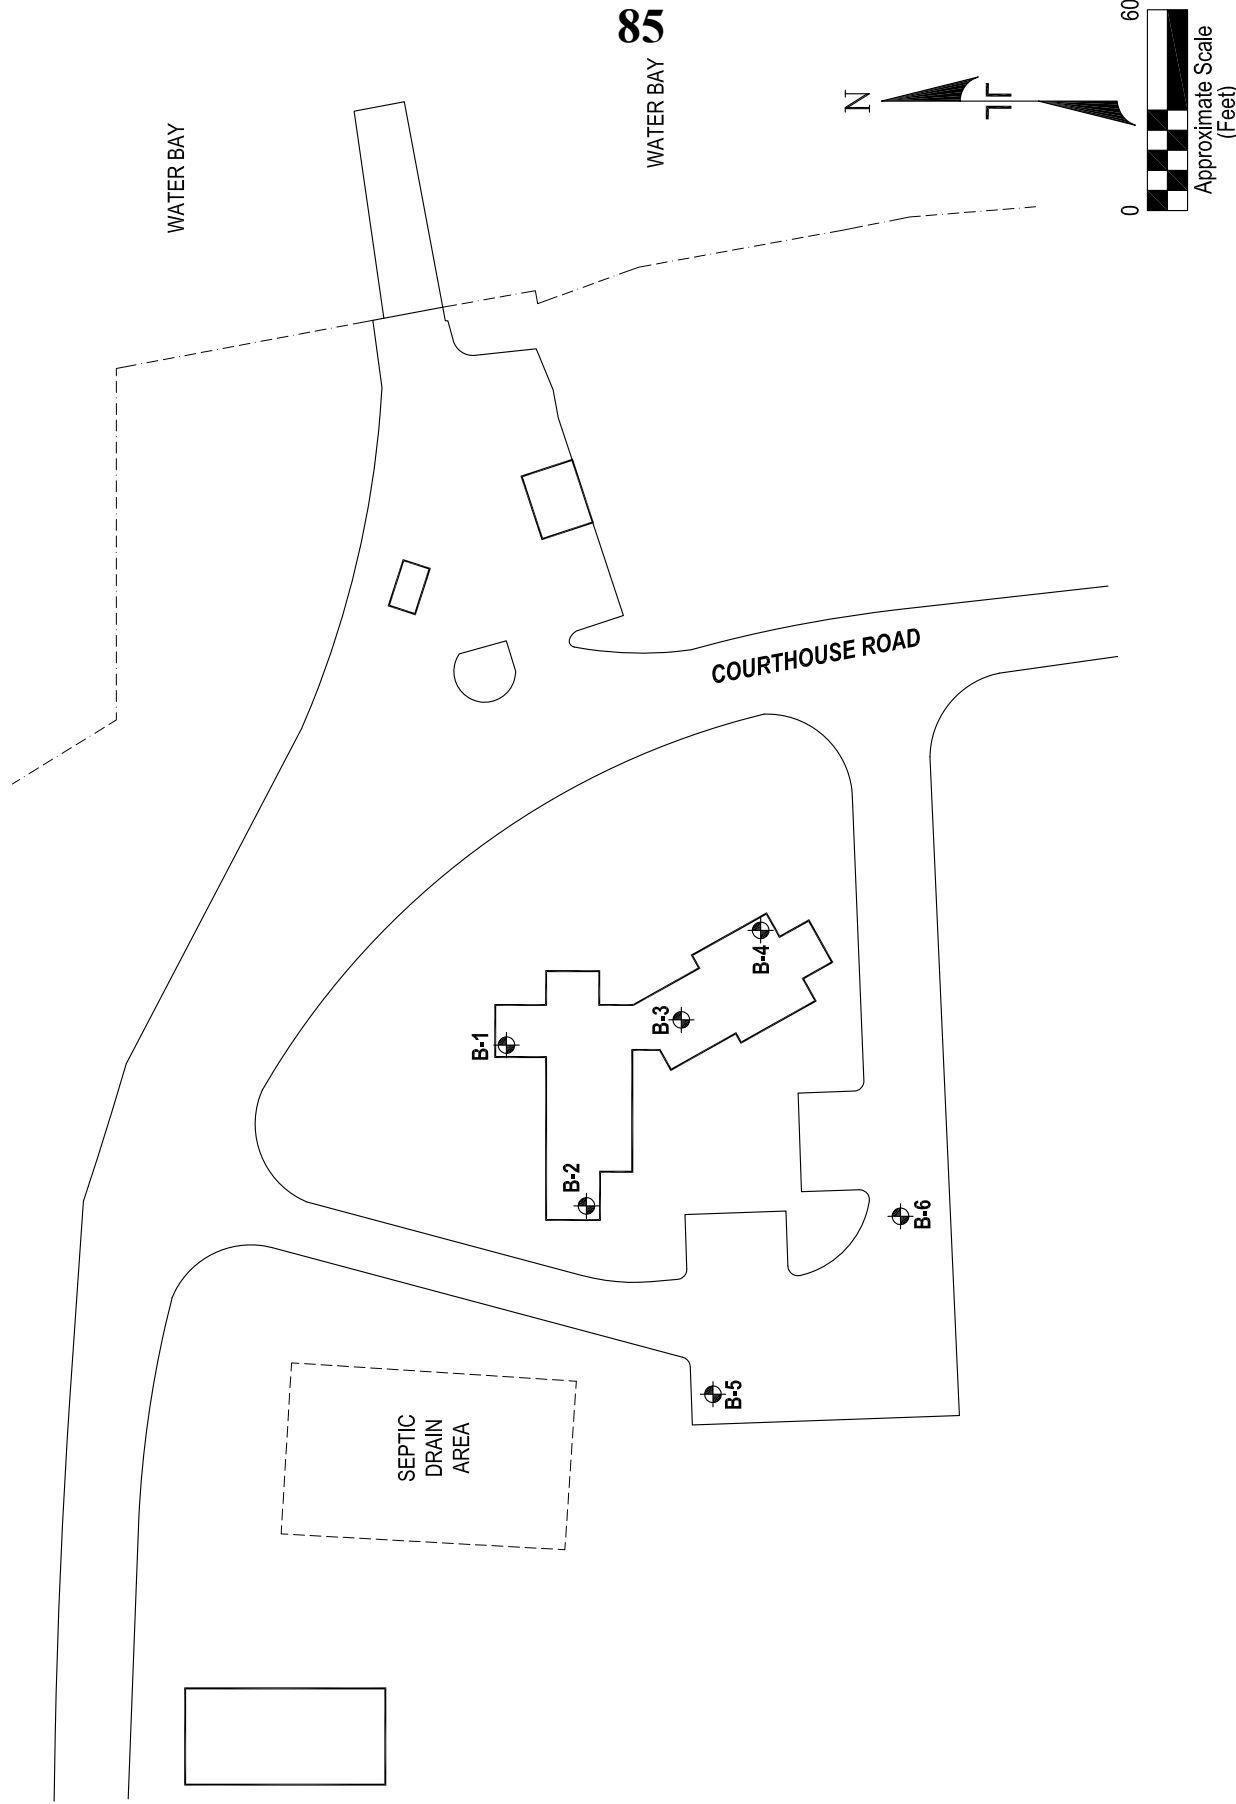 85
WATER BAY
WATER BAY
N
60
0
Approximate Scale
(Feet)
COURTHOUSE ROAD
B-1
B-2
B-3
B-4
B-5
B-6
SEPTIC
DRAIN
AREA